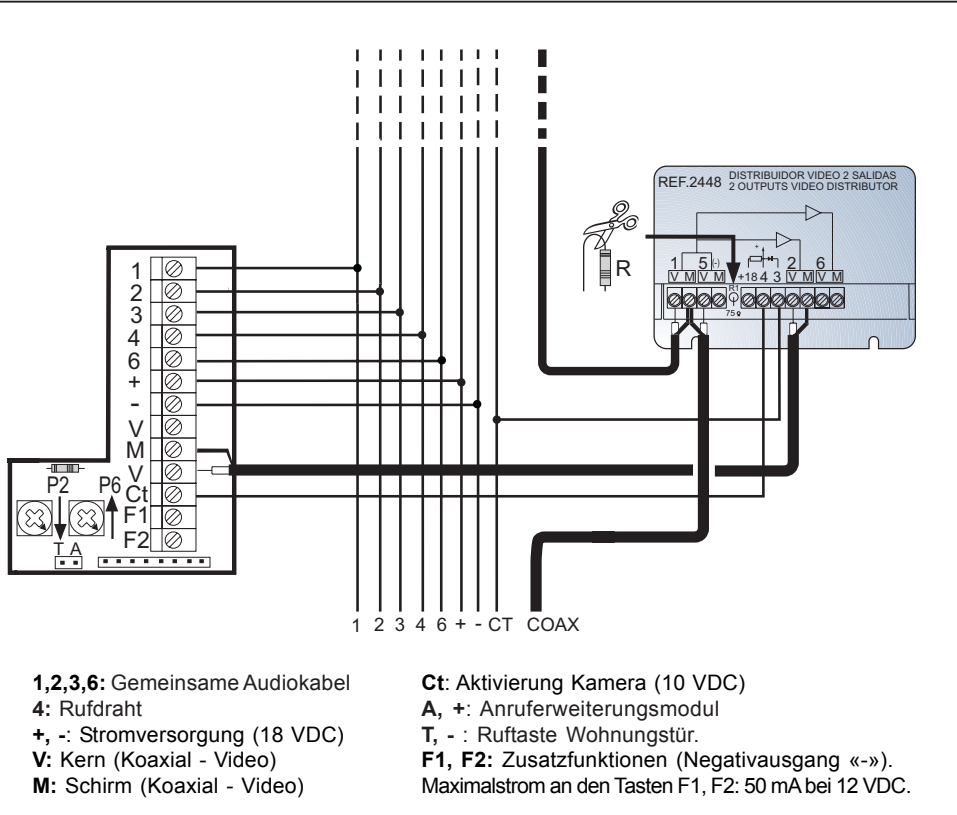 REF.2448 DISTRIBUIDOR VIDEO 2 SALIDAS
2 OUTPUTS VIDEO DISTRIBUTOR
R
1 5 (-) +18 4 3 2 6
V M V M V M V M
R1
75Ω
1
2
3
4
6
+
-
V
M
V
Ct
F1
F2
P2 P6
T A
1 2 3 4 6 + - CT COAX
1,2,3,6: Gemeinsame Audiokabel
4: Rufdraht
+, -: Stromversorgung (18 VDC)
V: Kern (Koaxial - Video)
M: Schirm (Koaxial - Video)
Ct: Aktivierung Kamera (10 VDC)
A, +: Anruferweiterungsmodul
T, - : Ruftaste Wohnungstür.
F1, F2: Zusatzfunktionen (Negativausgang «-»).
Maximalstrom an den Tasten F1, F2: 50 mA bei 12 VDC.